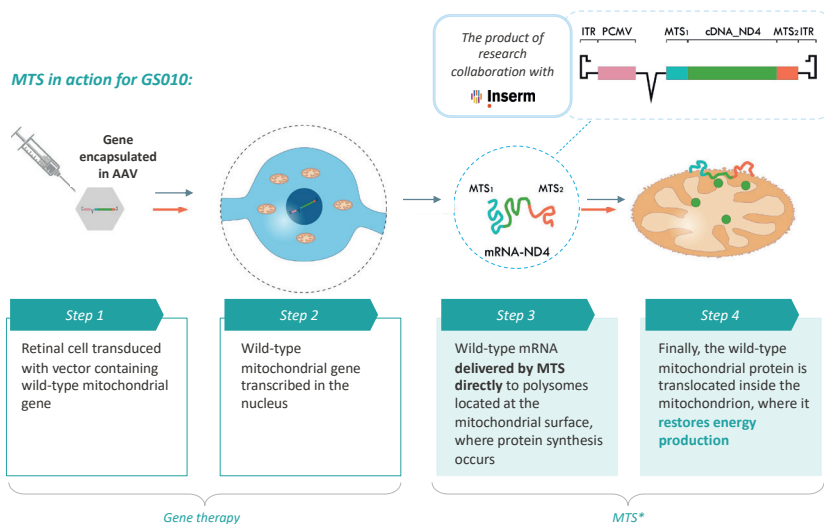 MTS in action for GS010:
The product of
research
collaboration with
Inserm
ITR PCMV MTS1 cDNA_ND4 MTS2 ITR
Gene
encapsulated
in AAV
MTS1 MTS2
mRNA-ND4
Step 1
Retinal cell transduced
with vector containing
wild-type mitochondrial
gene
Step 2
Wild-type
mitochondrial gene
transcribed in the
nucleus
Step 3
Wild-type mRNA
delivered by MTS
directly to polysomes
located at the
mitochondrial surface,
where protein synthesis
occurs
Step 4
Finally, the wild-type
mitochondrial protein is
translocated inside the
mitochondrion, where it
restores energy
production
Gene therapy
MTS*